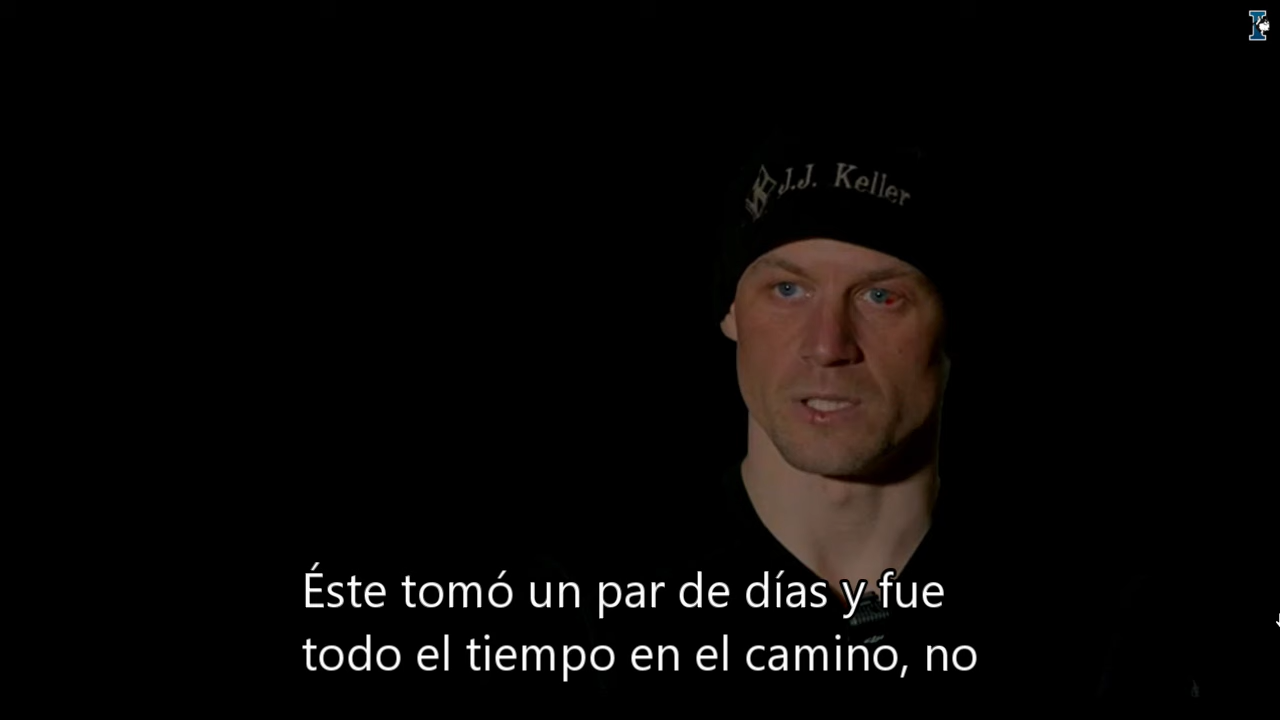 J.J. Keller
Éste tomó un par de días y fue
todo el tiempo en el camino, no